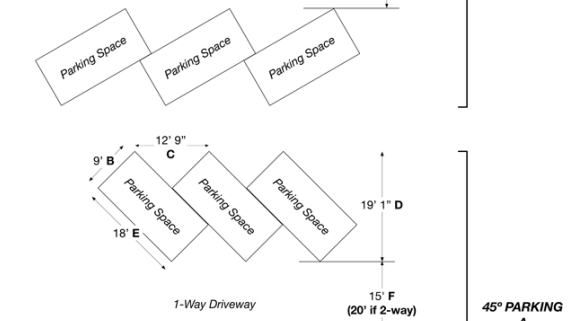 Parking Space
Parking Space
Parking Space
12' 9"
C
9' B
Parking Space
Parking Space
Parking Space
19' 1" D
18' E
1-Way Driveway
15' F
(20' if 2-way)
45º PARKING